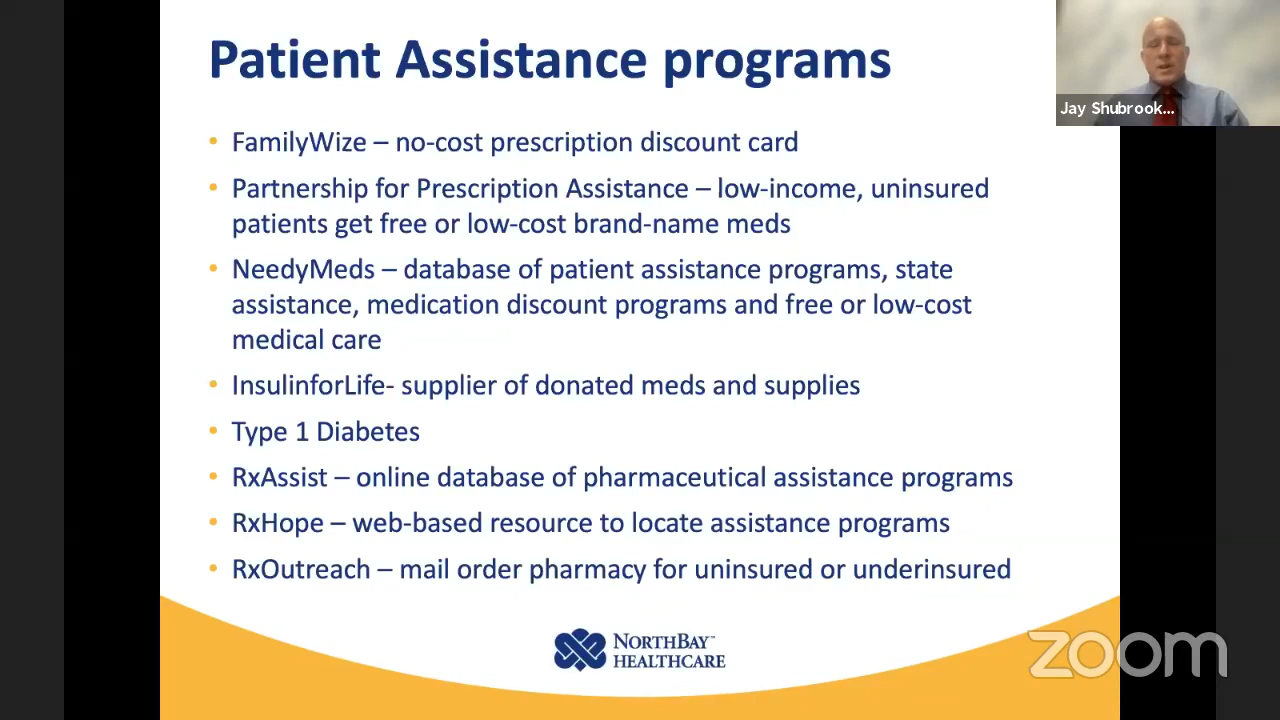 Patient Assistance programs
Jay Shubrook...
• FamilyWize – no-cost prescription discount card
• Partnership for Prescription Assistance – low-income, uninsured
patients get free or low-cost brand-name meds
• NeedyMeds – database of patient assistance programs, state
assistance, medication discount programs and free or low-cost
medical care
• InsulinforLife- supplier of donated meds and supplies
• Type 1 Diabetes
• RxAssist – online database of pharmaceutical assistance programs
• RxHope – web-based resource to locate assistance programs
• RxOutreach – mail order pharmacy for uninsured or underinsured
NORTHBAY™
HEALTHCARE
zoom